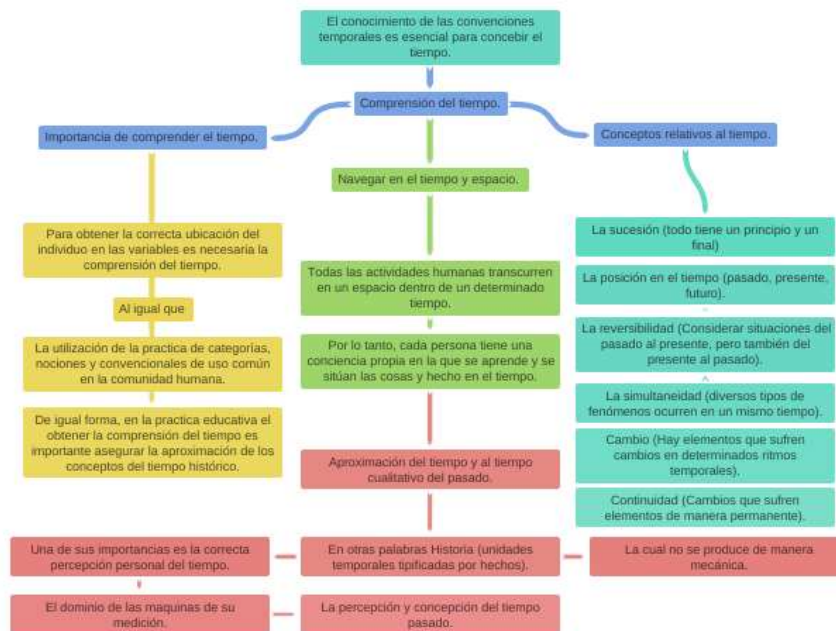 El conocimiento de las convenciones
temporales es esencial para concebir el
tiempo.
Comprensión del tiempo.
Importancia de comprender el tiempo.
Conceptos relativos al tiempo.
Navegar en el tiempo y espacio.
Para obtener la correcta ubicación del
individuo en las variables es necesaria la
comprensión del tiempo.
Al igual que
La utilización de la practica de categorías,
nociones y convencionales de uso común
en la comunidad humana.
De igual forma, en la practica educativa el
obtener la comprensión del tiempo es
importante asegurar la aproximación de los
conceptos del tiempo histórico.
Todas las actividades humanas transcurren
en un espacio dentro de un determinado
tiempo.
Por lo tanto, cada persona tiene una
conciencia propia en la que se aprende y se
sitúan las cosas y hecho en el tiempo.
Aproximación del tiempo y al tiempo
cualitativo del pasado.
La sucesión (todo tiene un principio y un
final)
La posición en el tiempo (pasado, presente,
futuro).
La reversibilidad (Considerar situaciones del
pasado al presente, pero también del
presente al pasado).
La simultaneidad (diversos tipos de
fenómenos ocurren en un mismo tiempo).
Cambio (Hay elementos que sufren
cambios en determinados ritmos
temporales).
Continuidad (Cambios que sufren
elementos de manera permanente).
Una de sus importancias es la correcta
percepción personal del tiempo.
En otras palabras Historia (unidades
temporales tipificadas por hechos).
La cual no se produce de manera
mecánica.
El dominio de las maquinas de su
medición.
La percepción y concepción del tiempo
pasado.